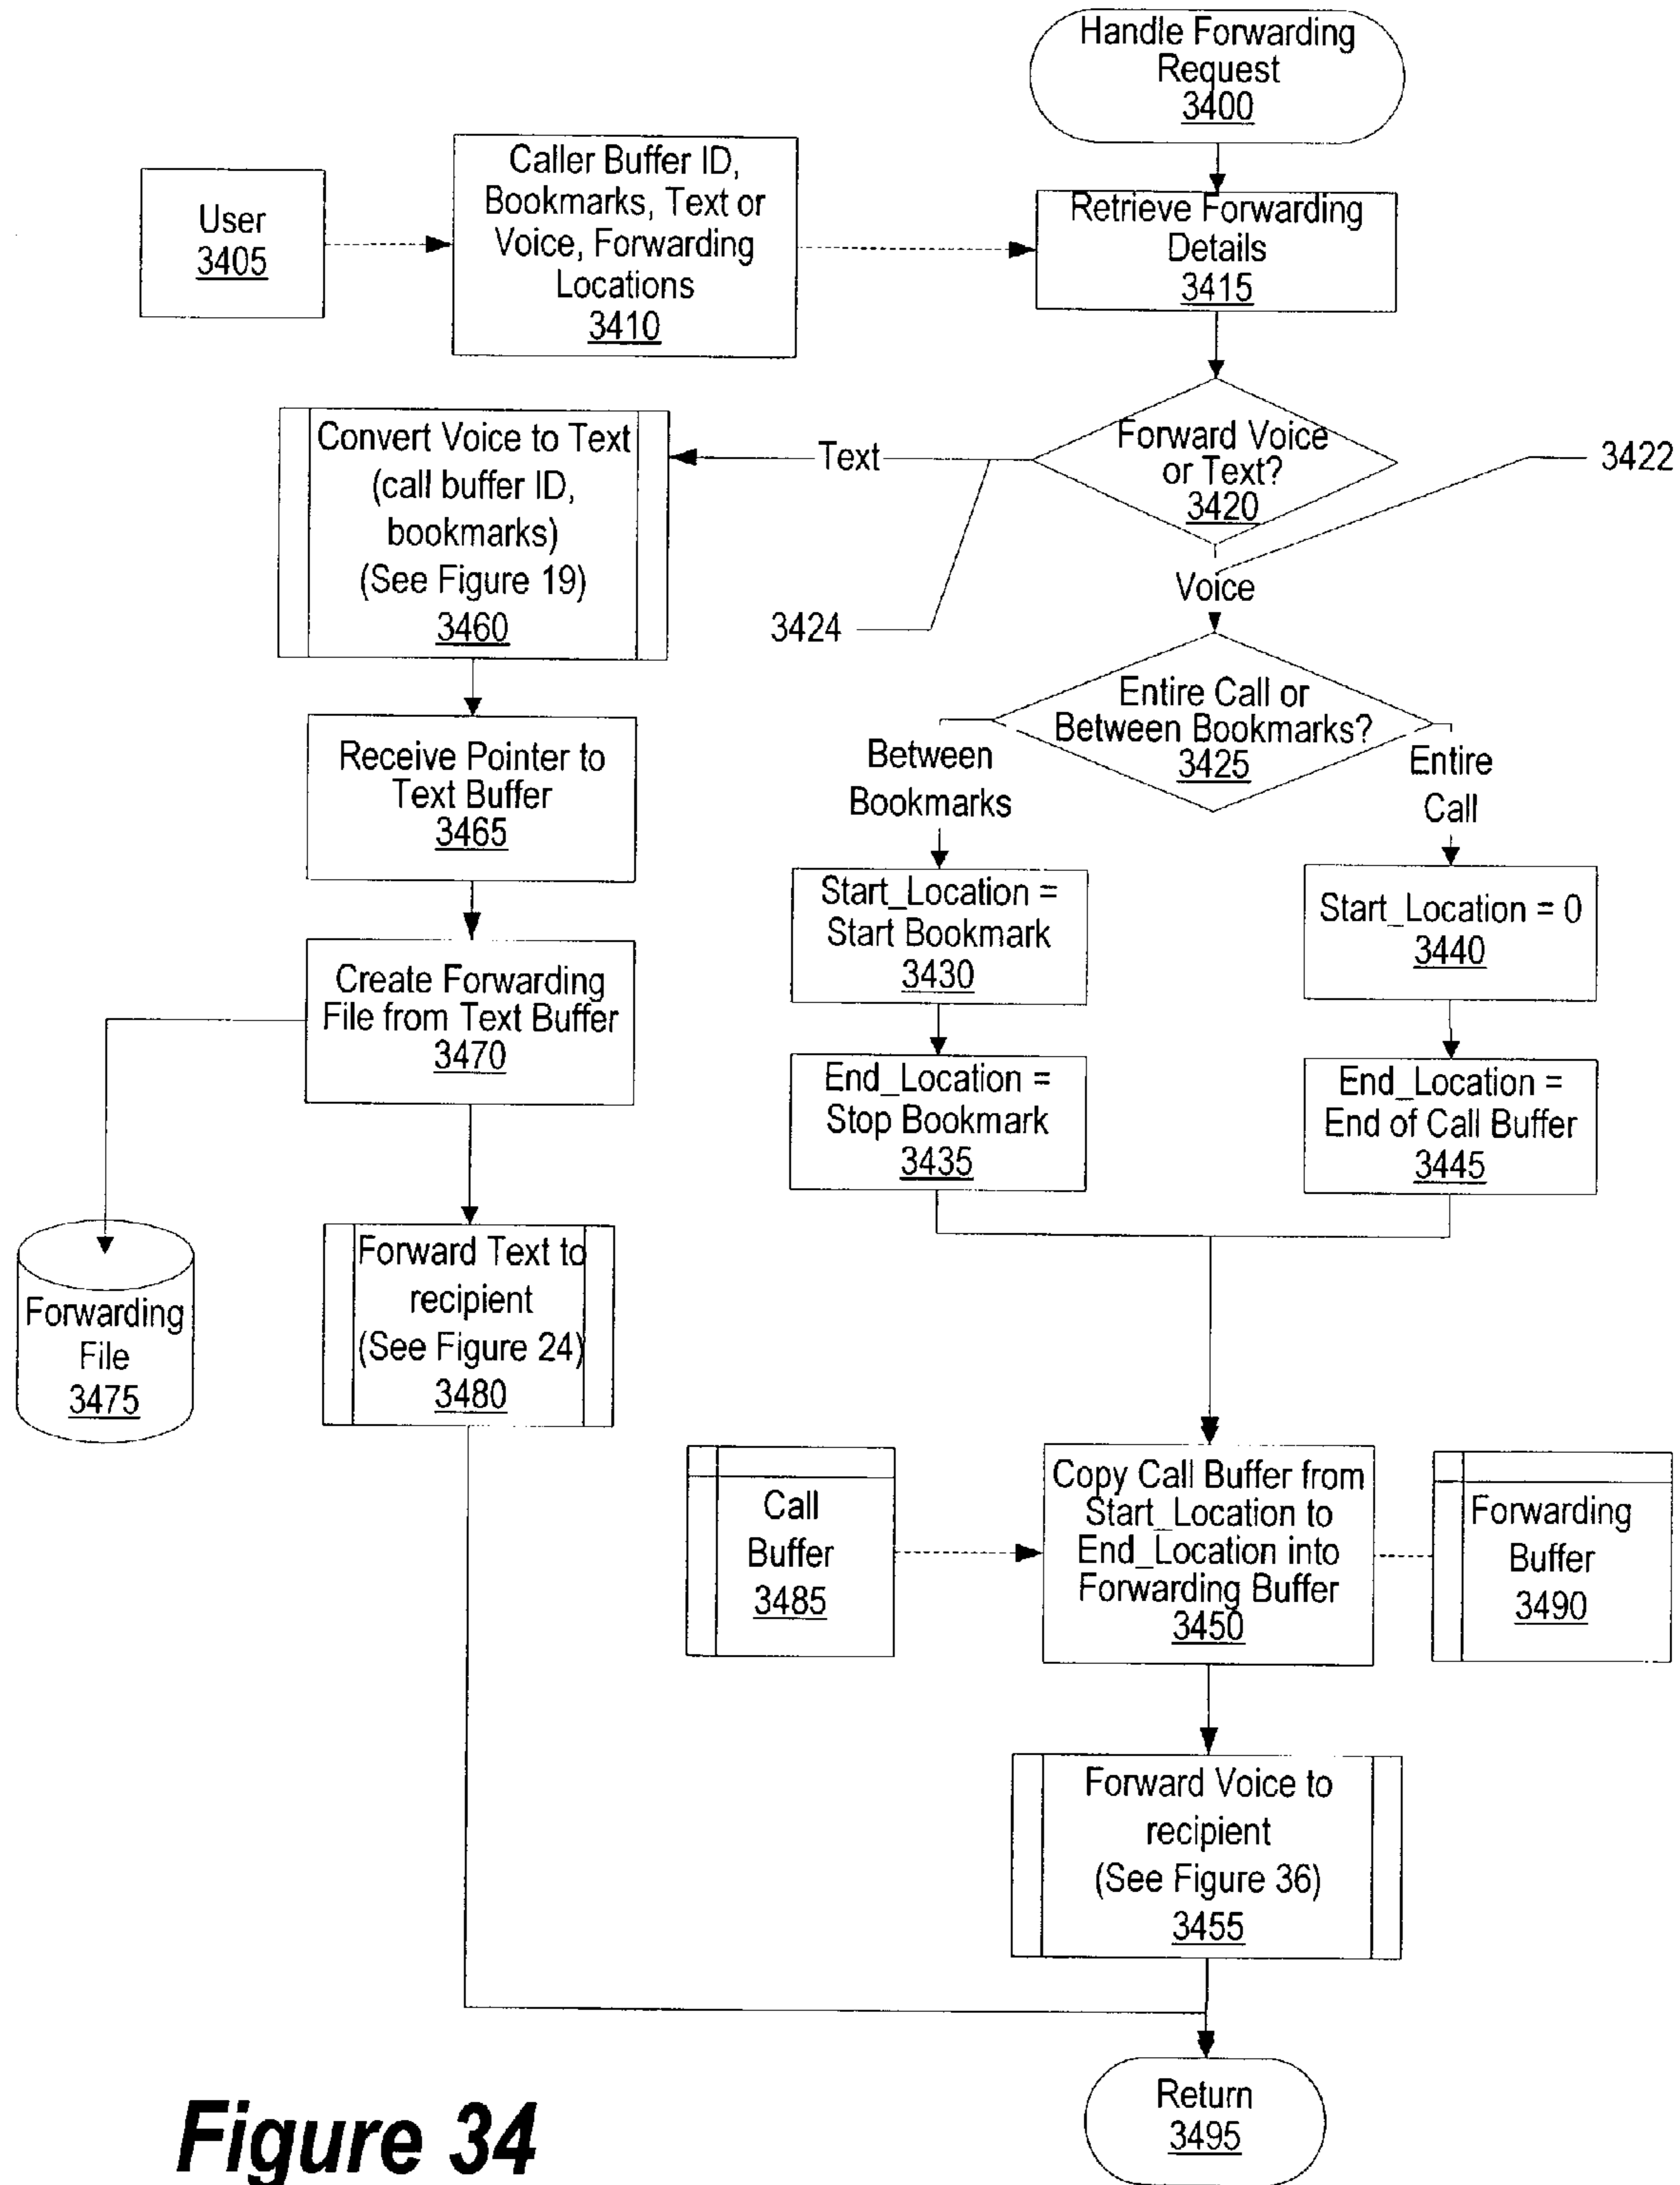 Handle Forwarding
Request
3400
User
3405
Caller Buffer ID,
Bookmarks, Text or
Voice, Forwarding
Locations
3410
Retrieve Forwarding
Details
3415
Forward Voice
or Text?
3420
3422
Text
3424
Voice
Convert Voice to Text
(call buffer ID,
bookmarks)
(See Figure 19)
3460
Entire Call or
Between Bookmarks?
3425
Between
Bookmarks
Entire
Call
Receive Pointer to
Text Buffer
3465
Start_Location =
Start Bookmark
3430
Start_Location = 0
3440
Create Forwarding
File from Text Buffer
3470
End_Location =
Stop Bookmark
3435
End_Location =
End of Call Buffer
3445
Forwarding
File
3475
Forward Text to
recipient
(See Figure 24)
3480
Call
Buffer
3485
Copy Call Buffer from
Start_Location to
End_Location into
Forwarding Buffer
3450
Forwarding
Buffer
3490
Forward Voice to
recipient
(See Figure 36)
3455
Return
3495
Figure 34